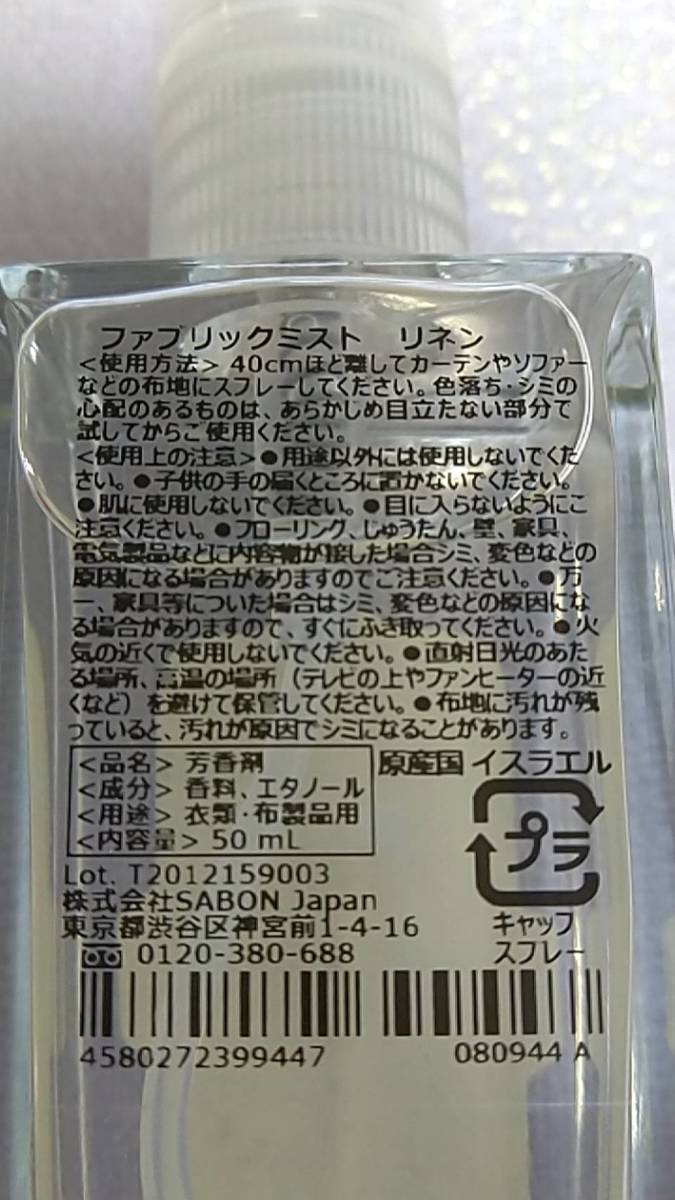 ファブリックミスト　リネン
＜使用方法＞ 40cmほど離してカーテンやソファー
などの布地にスプレーしてください。色落ち・シミの
心配のあるものは、あらかじめ目立たない部分で
試してからご使用ください。
＜使用上の注意＞●用途以外には使用しないでくだ
さい。●子供の手の届くところに置かないでください。
●肌に使用しないでください。●目に入らないようにご
注意ください。●フローリング、じゅうたん、壁、家具、
電気製品などに内容物が接した場合シミ、変色などの
原因になる場合がありますのでご注意ください。●万
一、家具等についた場合はシミ、変色などの原因にな
る場合がありますので、すぐにふき取ってください。●火
気の近くで使用しないでください。●直射日光のあた
る場所、高温の場所（テレビの上やファンヒーターの近
くなど）を避けて保管してください。●布地に汚れが残
っていると、汚れが原因でシミになることがあります。
＜品名＞ 芳香剤
＜成分＞ 香料、エタノール
＜用途＞ 衣類・布製品用
＜内容量＞ 50 mL
原産国 イスラエル
プラ
キャップ
スプレー
Lot. T2012159003
株式会社SABON Japan
東京都渋谷区神宮前1-4-16
0120-380-688
4580272399447
080944 A